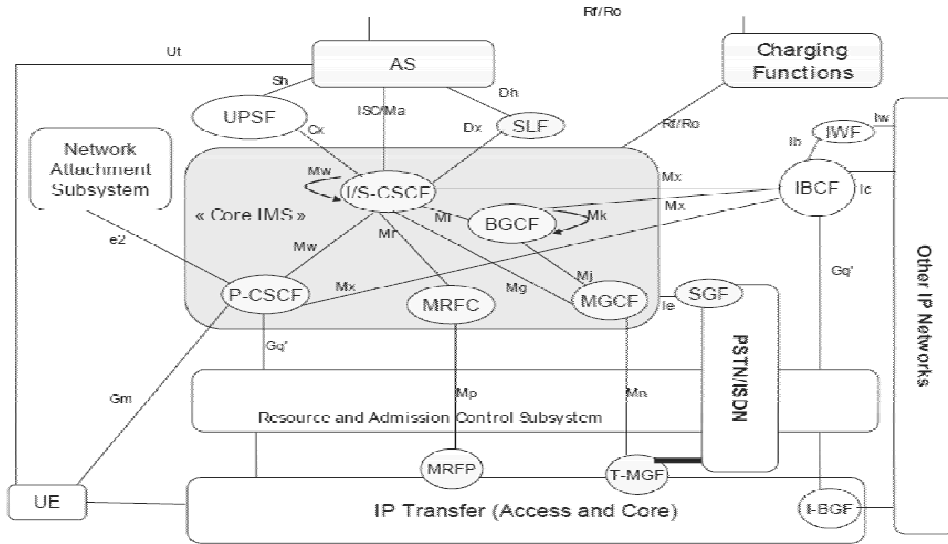 Rf/Ro
Ut
AS
Charging
Functions
Sh
ISC/Ma
Dh
UPSF
Cx
Dx
SLF
Rf/Ro
Iw
IWF
Ib
Network
Attachment
Subsystem
Mw
I/S-CSCF
Mx
IBCF
Ic
« Core IMS »
Mi
BGCF
Mk
Mx
e2'
Mw
Mr
Gq'
Mx
Mg
Mj
P-CSCF
MRFC
MGCF
Ie
SGF
Other IP Networks
PSTN/ISDN
Gq'
Gm
Mp
Mn
Resource and Admission Control Subsystem
MRFP
T-MGF
UE
IP Transfer (Access and Core)
I-BGF